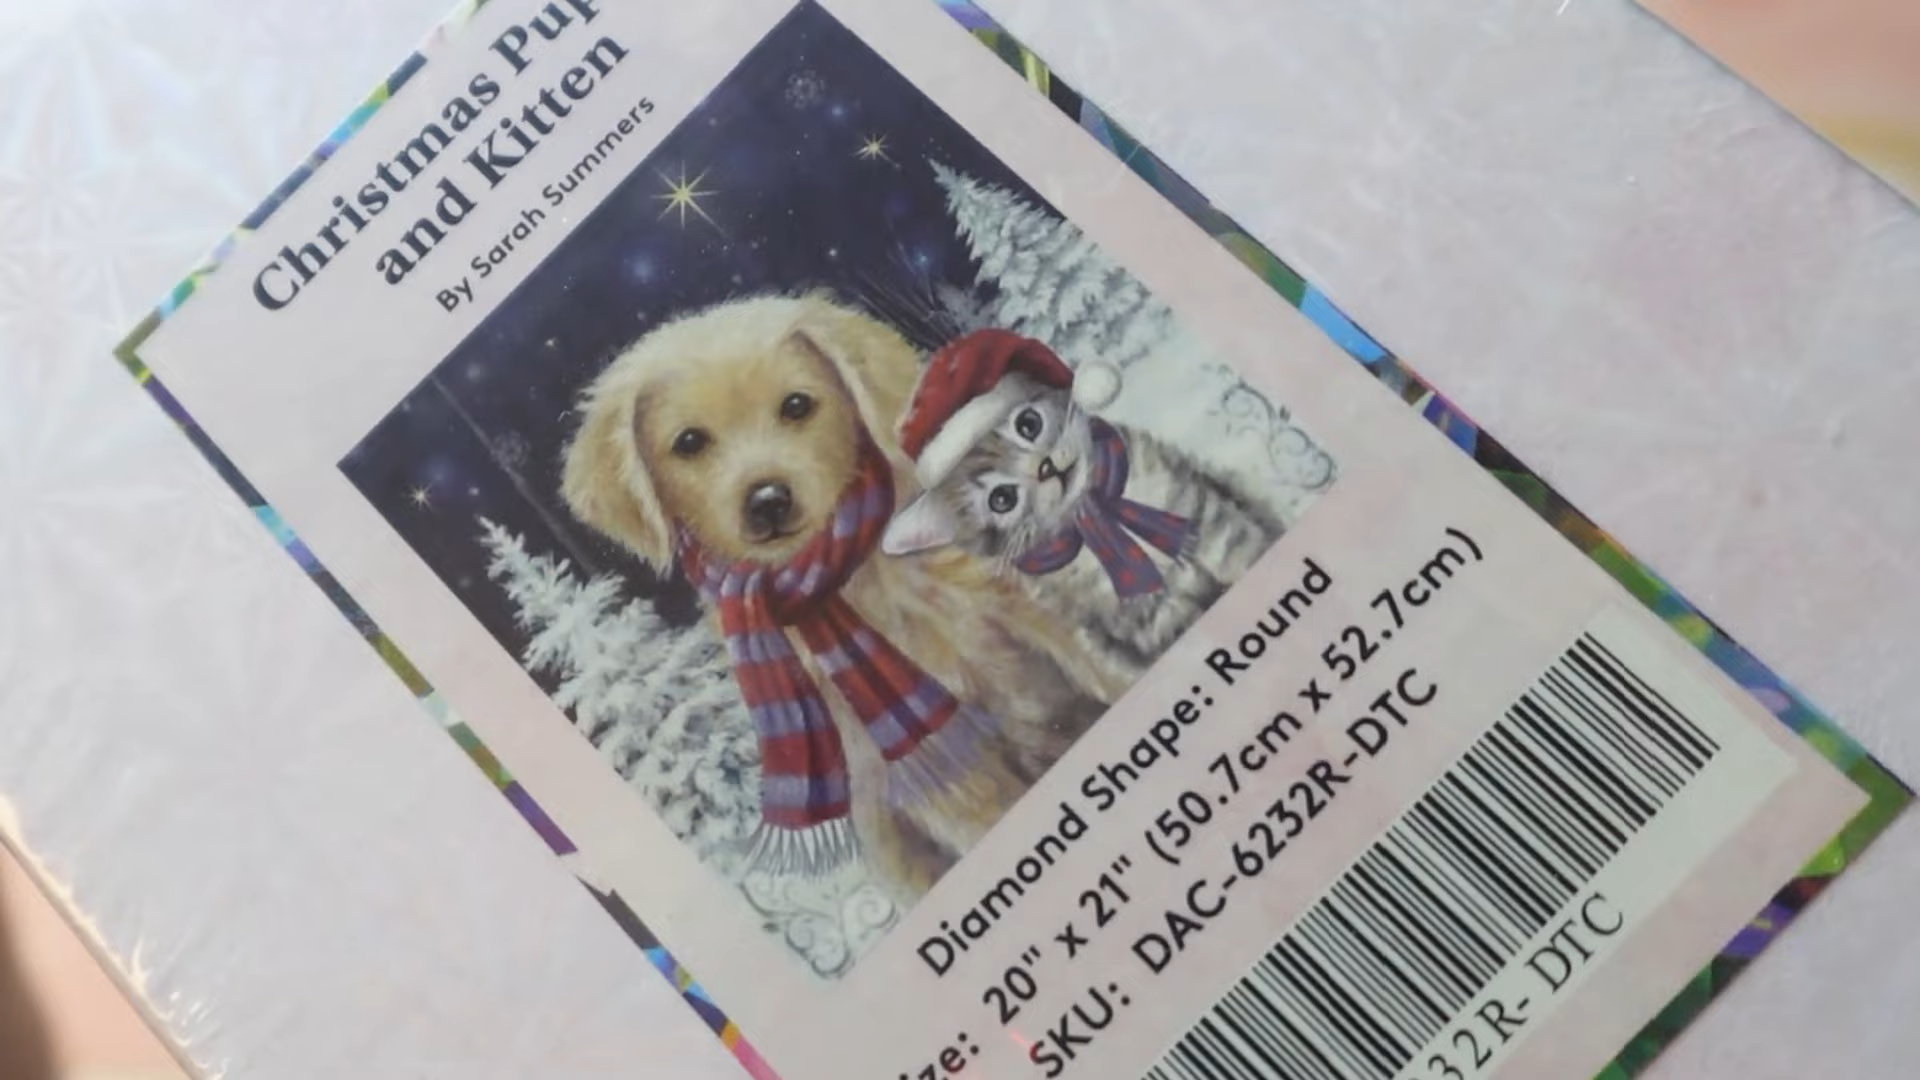 Christmas Pup
and Kitten
By Sarah Summers
Diamond Shape: Round
20" x 21" (50.7cm x 52.7cm)
SKU: DAC-6232R-DTC
32R- DTC